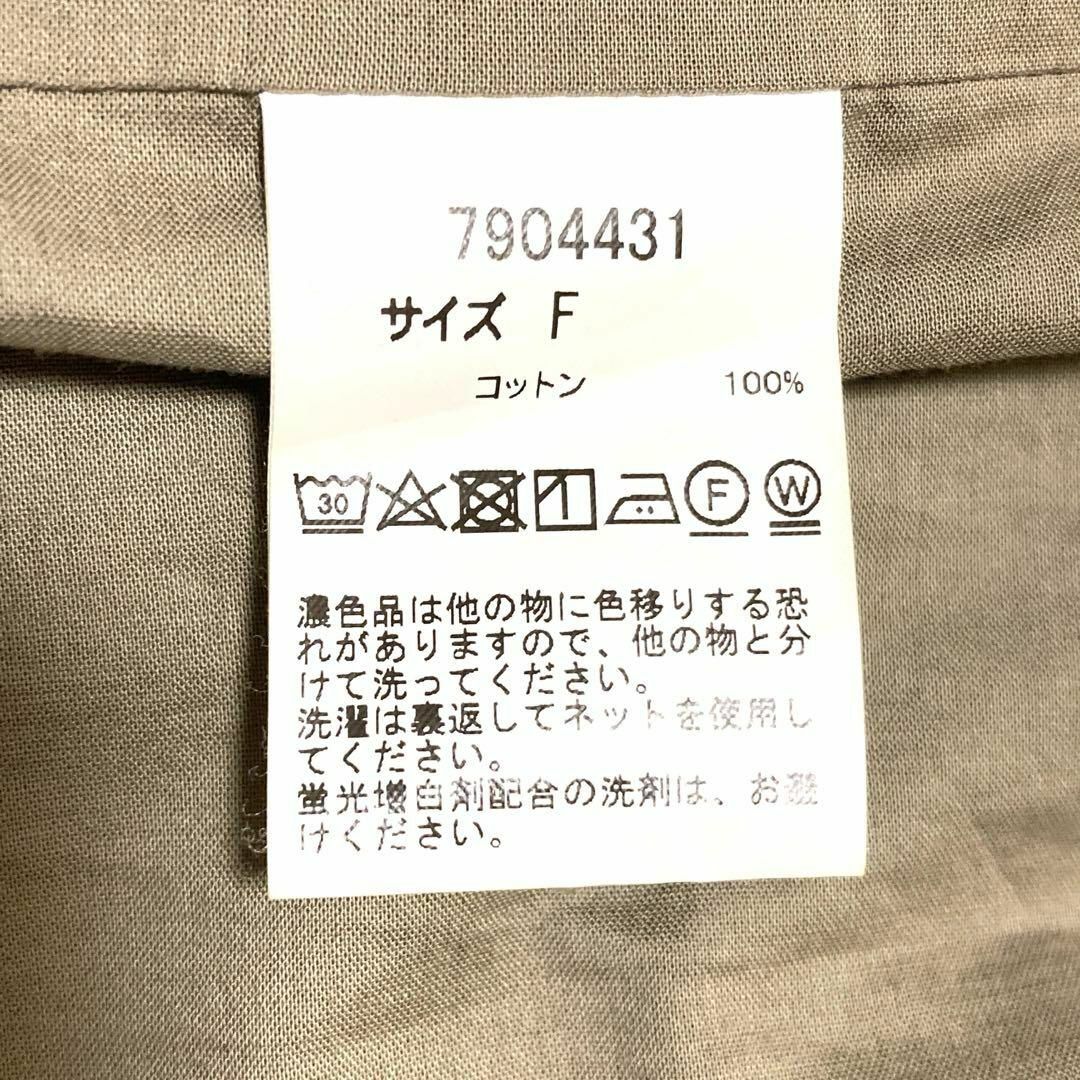 7904431
サイズ F
コットン 100%
30 F W
濃色品は他の物に色移りする恐
れがありますので、他の物と分
けて洗ってください。
洗濯は裏返してネットを使用し
てください。
蛍光増白剤配合の洗剤は、お避
けください。